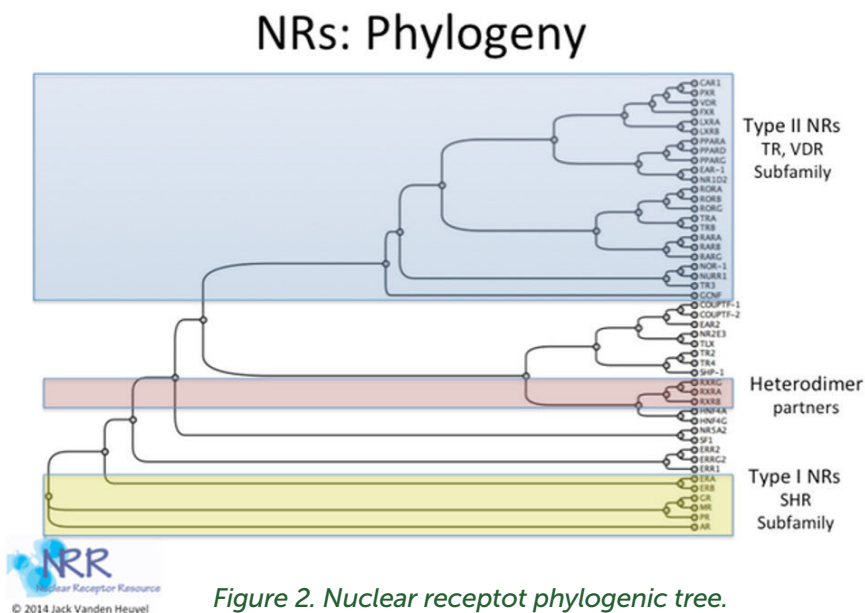 NRs: Phylogeny
CAR1
PXR
VDR
FXR
LXRA
LXRB
PPARA
PPARD
PPARG
EAR-1
NR1D2
RORA
RORB
RORG
TRA
TRB
RARA
RARB
RARG
NOR-1
NURR1
TR3
GCNF
COUPTF-1
COUPTF-2
EAR2
NR2E3
TLX
TR2
TR4
SHP-1
RXRG
RXRA
RXRB
HNF4A
HNF4G
NR5A2
SF1
ERR2
ERRG2
ERR1
ERA
ERB
GR
MR
PR
AR
Type II NRs
TR, VDR
Subfamily
Heterodimer
partners
Type I NRs
SHR
Subfamily
NRR
Nuclear Receptor Resource
© 2014 Jack Vanden Heuvel
Figure 2. Nuclear receptot phylogenic tree.